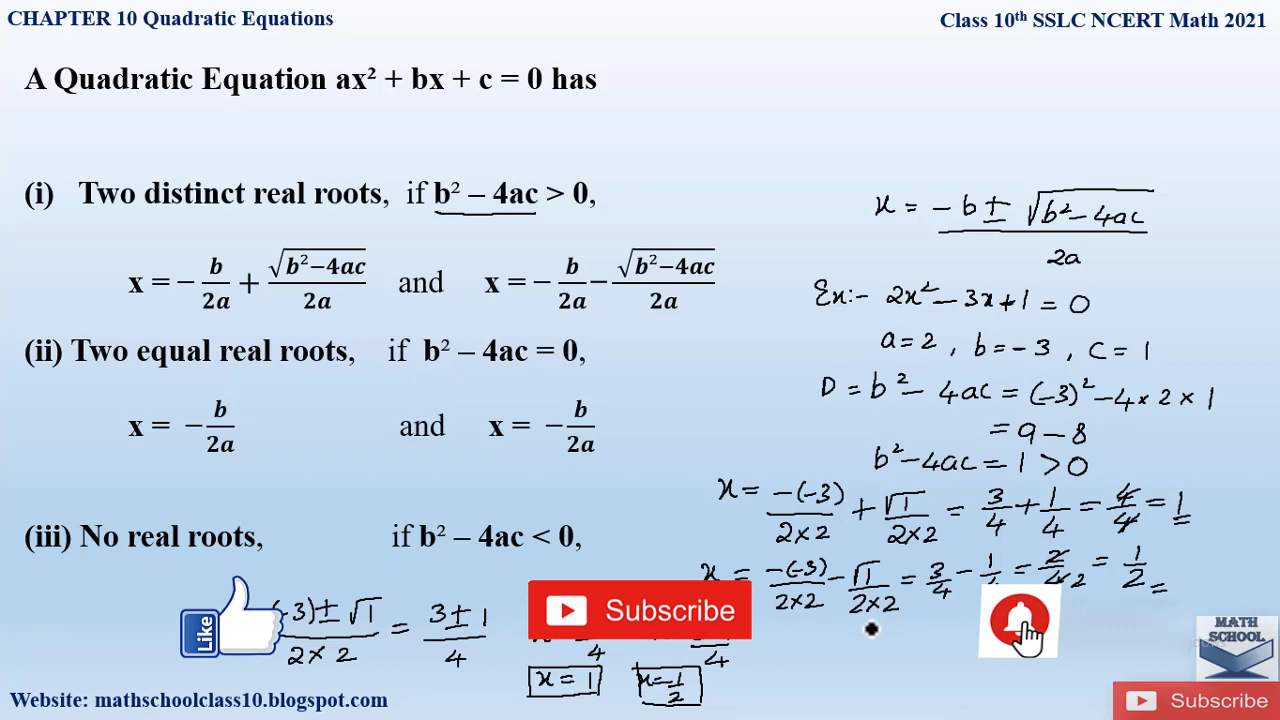 CHAPTER 10 Quadratic Equations
Class 10th SSLC NCERT Math 2021
A Quadratic Equation ax² + bx + c = 0 has
(i) Two distinct real roots, if b² – 4ac > 0,
x = − b/2a + √(b²−4ac)/2a and x = − b/2a − √(b²−4ac)/2a
(ii) Two equal real roots, if b² – 4ac = 0,
x = − b/2a and x = − b/2a
(iii) No real roots, if b² – 4ac < 0,
x = −b ± √(b²−4ac) / 2a
Ex:- 2x² − 3x + 1 = 0
a = 2 , b = −3 , c = 1
D = b² − 4ac = (−3)² − 4 × 2 × 1
= 9 − 8
b² − 4ac = 1 > 0
x = −(−3)/2×2 + √1/2×2 = 3/4 + 1/4 = 4/4 = 1
x = −(−3)/2×2 − √1/2×2 = 3/4 − 1/4 = 2/4 2 = 1/2
3) ± √1 / 2×2 = 3 ± 1 / 4
4
4
x = 1
x = 1/2
Like
Subscribe
MATH
SCHOOL
Website: mathschoolclass10.blogspot.com
Subscribe